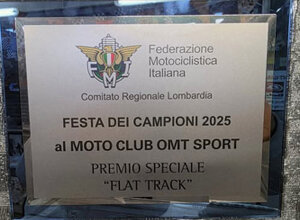 FMI
Federazione
Motociclistica
Italiana
Comitato Regionale Lombardia
FESTA DEI CAMPIONI 2025
al MOTO CLUB OMT SPORT
PREMIO SPECIALE
"FLAT TRACK"